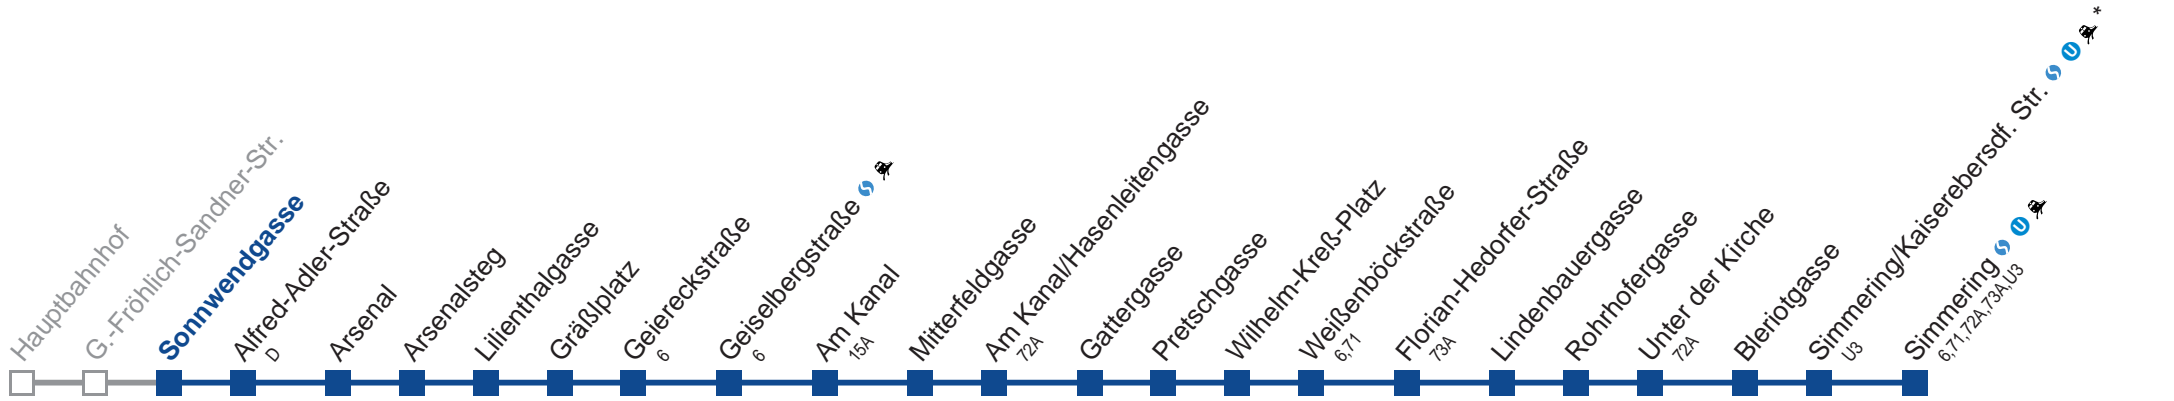 Hauptbahnhof
G.-Fröhlich-Sandner-Str.
Sonnwendgasse
Alfred-Adler-Straße
D
Arsenal
Arsenalsteg
Lilienthalgasse
Gräßlplatz
Geiereckstraße
6
Geiselbergstraße
6
Am Kanal
15A
Mitterfeldgasse
Am Kanal/Hasenleitengasse
72A
Gattergasse
Pretschgasse
Wilhelm-Kreß-Platz
Weißenböckstraße
6,71
Florian-Hedorfer-Straße
73A
Lindenbauergasse
Rohrhofergasse
Unter der Kirche
72A
Bleriotgasse
Simmering/Kaiserebersdf. Str. U *
U3
Simmering U
6,71,72A,73A,U3